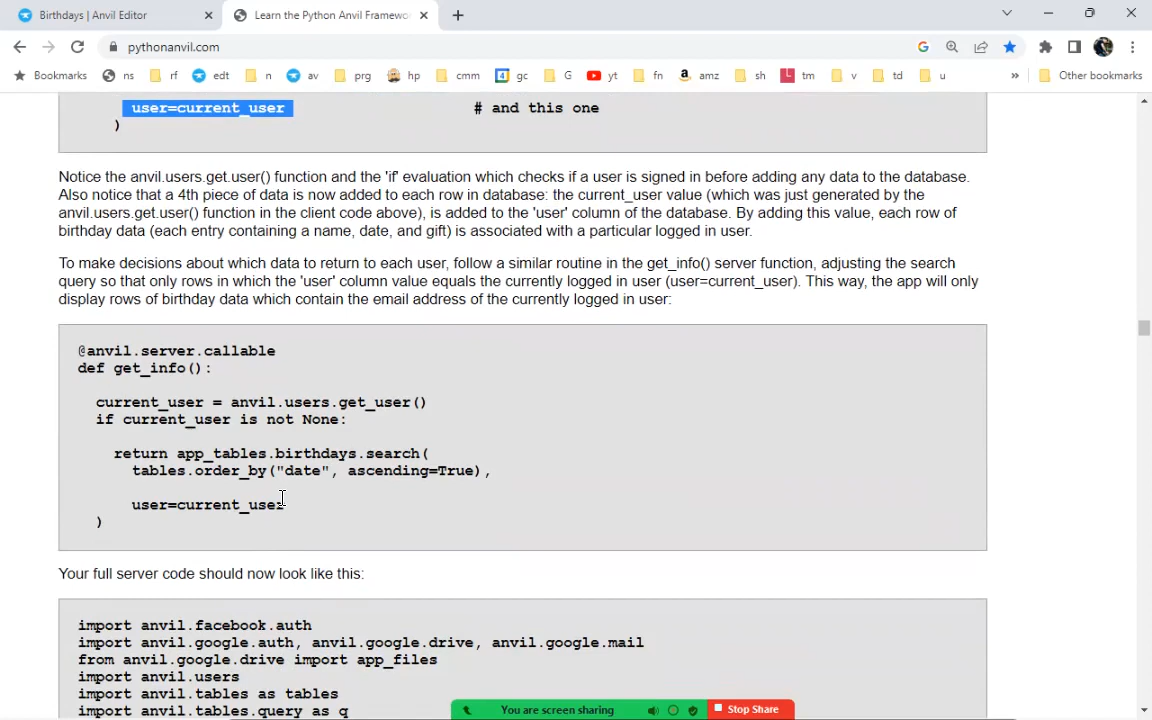 Birthdays | Anvil Editor
Learn the Python Anvil Framewo
pythonanvil.com
Bookmarks ns rf edt n av prg hp cmm gc G yt fn amz sh tm v td u » Other bookmarks
user=current_user # and this one
)
Notice the anvil.users.get.user() function and the 'if' evaluation which checks if a user is signed in before adding any data to the database.
Also notice that a 4th piece of data is now added to each row in database: the current_user value (which was just generated by the
anvil.users.get.user() function in the client code above), is added to the 'user' column of the database. By adding this value, each row of
birthday data (each entry containing a name, date, and gift) is associated with a particular logged in user.
To make decisions about which data to return to each user, follow a similar routine in the get_info() server function, adjusting the search
query so that only rows in which the 'user' column value equals the currently logged in user (user=current_user). This way, the app will only
display rows of birthday data which contain the email address of the currently logged in user:
@anvil.server.callable
def get_info():
current_user = anvil.users.get_user()
if current_user is not None:
return app_tables.birthdays.search(
tables.order_by("date", ascending=True),
user=current_user
)
Your full server code should now look like this:
import anvil.facebook.auth
import anvil.google.auth, anvil.google.drive, anvil.google.mail
from anvil.google.drive import app_files
import anvil.users
import anvil.tables as tables
import anvil.tables.query as q
You are screen sharing
Stop Share